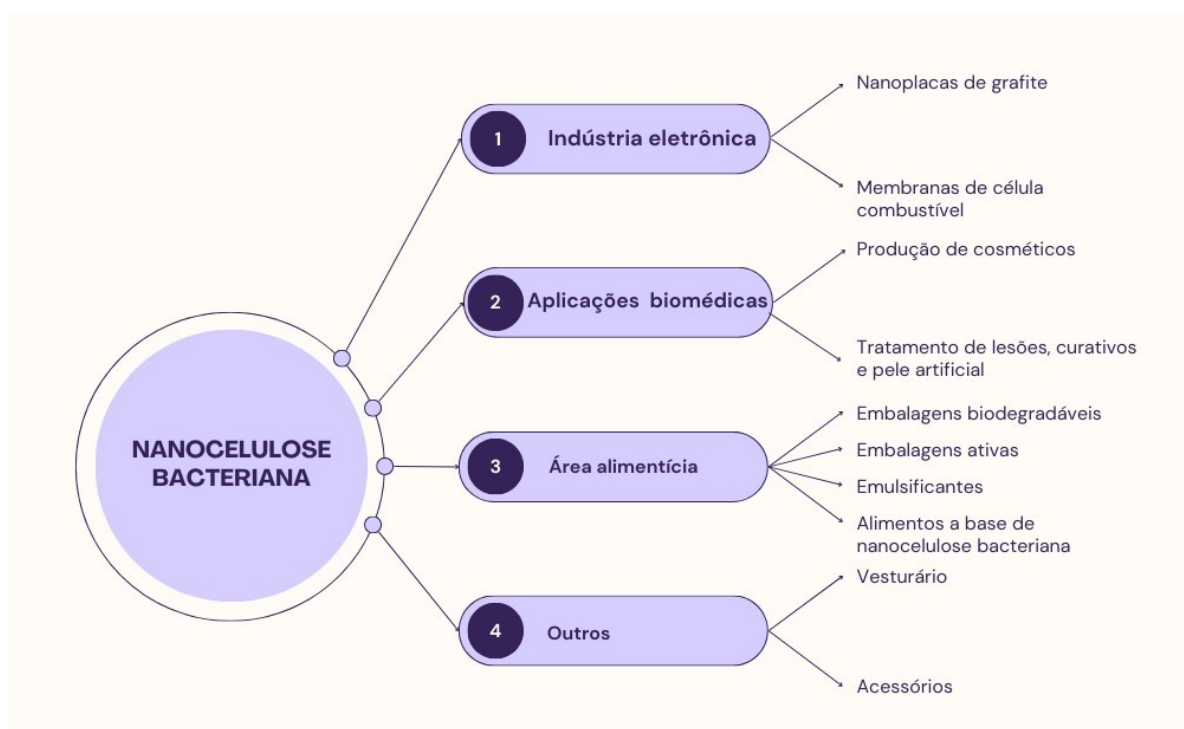 NANOCELULOSE
BACTERIANA
1
Indústria eletrônica
Nanoplacas de grafite
Membranas de célula
combustível
2
Aplicações biomédicas
Produção de cosméticos
Tratamento de lesões, curativos
e pele artificial
3
Área alimentícia
Embalagens biodegradáveis
Embalagens ativas
Emulsificantes
Alimentos a base de
nanocelulose bacteriana
4
Outros
Vesturário
Acessórios